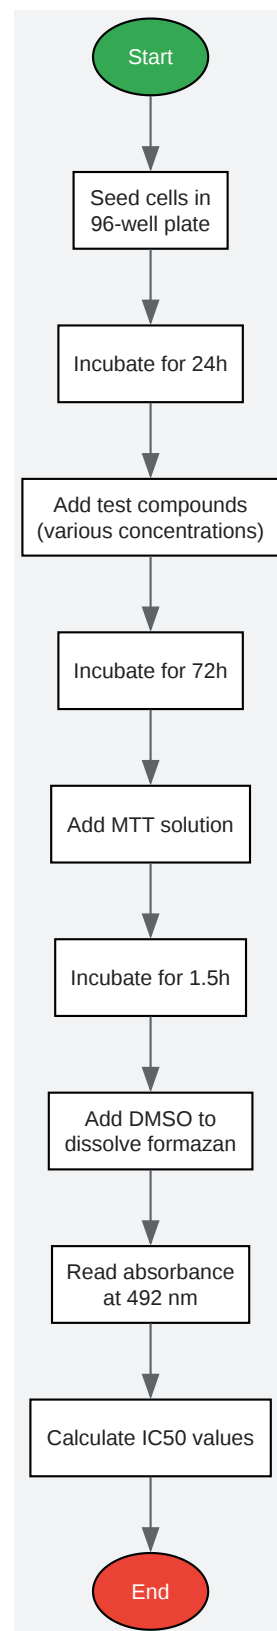 Start
Seed cells in
96-well plate
Incubate for 24h
Add test compounds
(various concentrations)
Incubate for 72h
Add MTT solution
Incubate for 1.5h
Add DMSO to
dissolve formazan
Read absorbance
at 492 nm
Calculate IC50 values
End